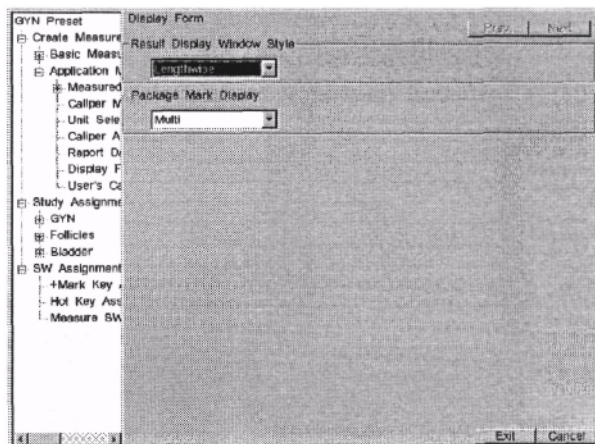 GYN Preset
Create Measure
Basic Measu
Application M
Measured
Caliper M
Unit Sele
Caliper A
Report Da
Display F
User's Ca
Study Assignme
GYN
Follicies
Bladder
SW Assignment
+Mark Key A
Hot Key Ass
Measure SW
Display Form
Prev. Next
Result Display Window Style
Lengthwise
Package Mark Display
Multi
Exit Cancel